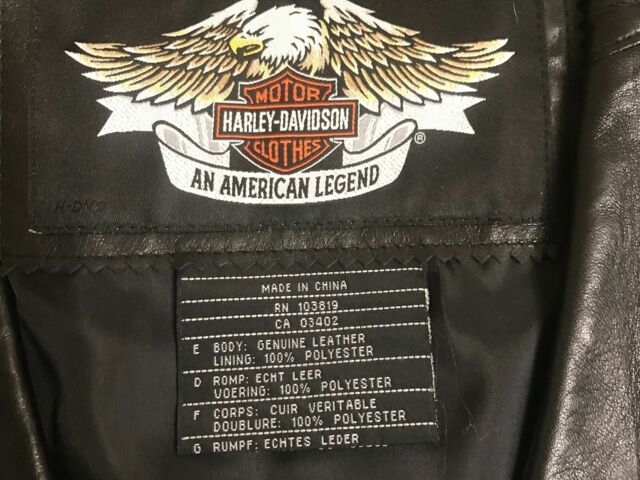 MOTOR
HARLEY-DAVIDSON
CLOTHES
®
AN AMERICAN LEGEND
H-DMC
MADE IN CHINA
RN 103819
CA 03402
E BODY: GENUINE LEATHER
LINING: 100% POLYESTER
D ROMP: ECHT LEER
VOERING: 100% POLYESTER
F CORPS: CUIR VERITABLE
DOUBLURE: 100% POLYESTER
G RUMPF: ECHTES LEDER